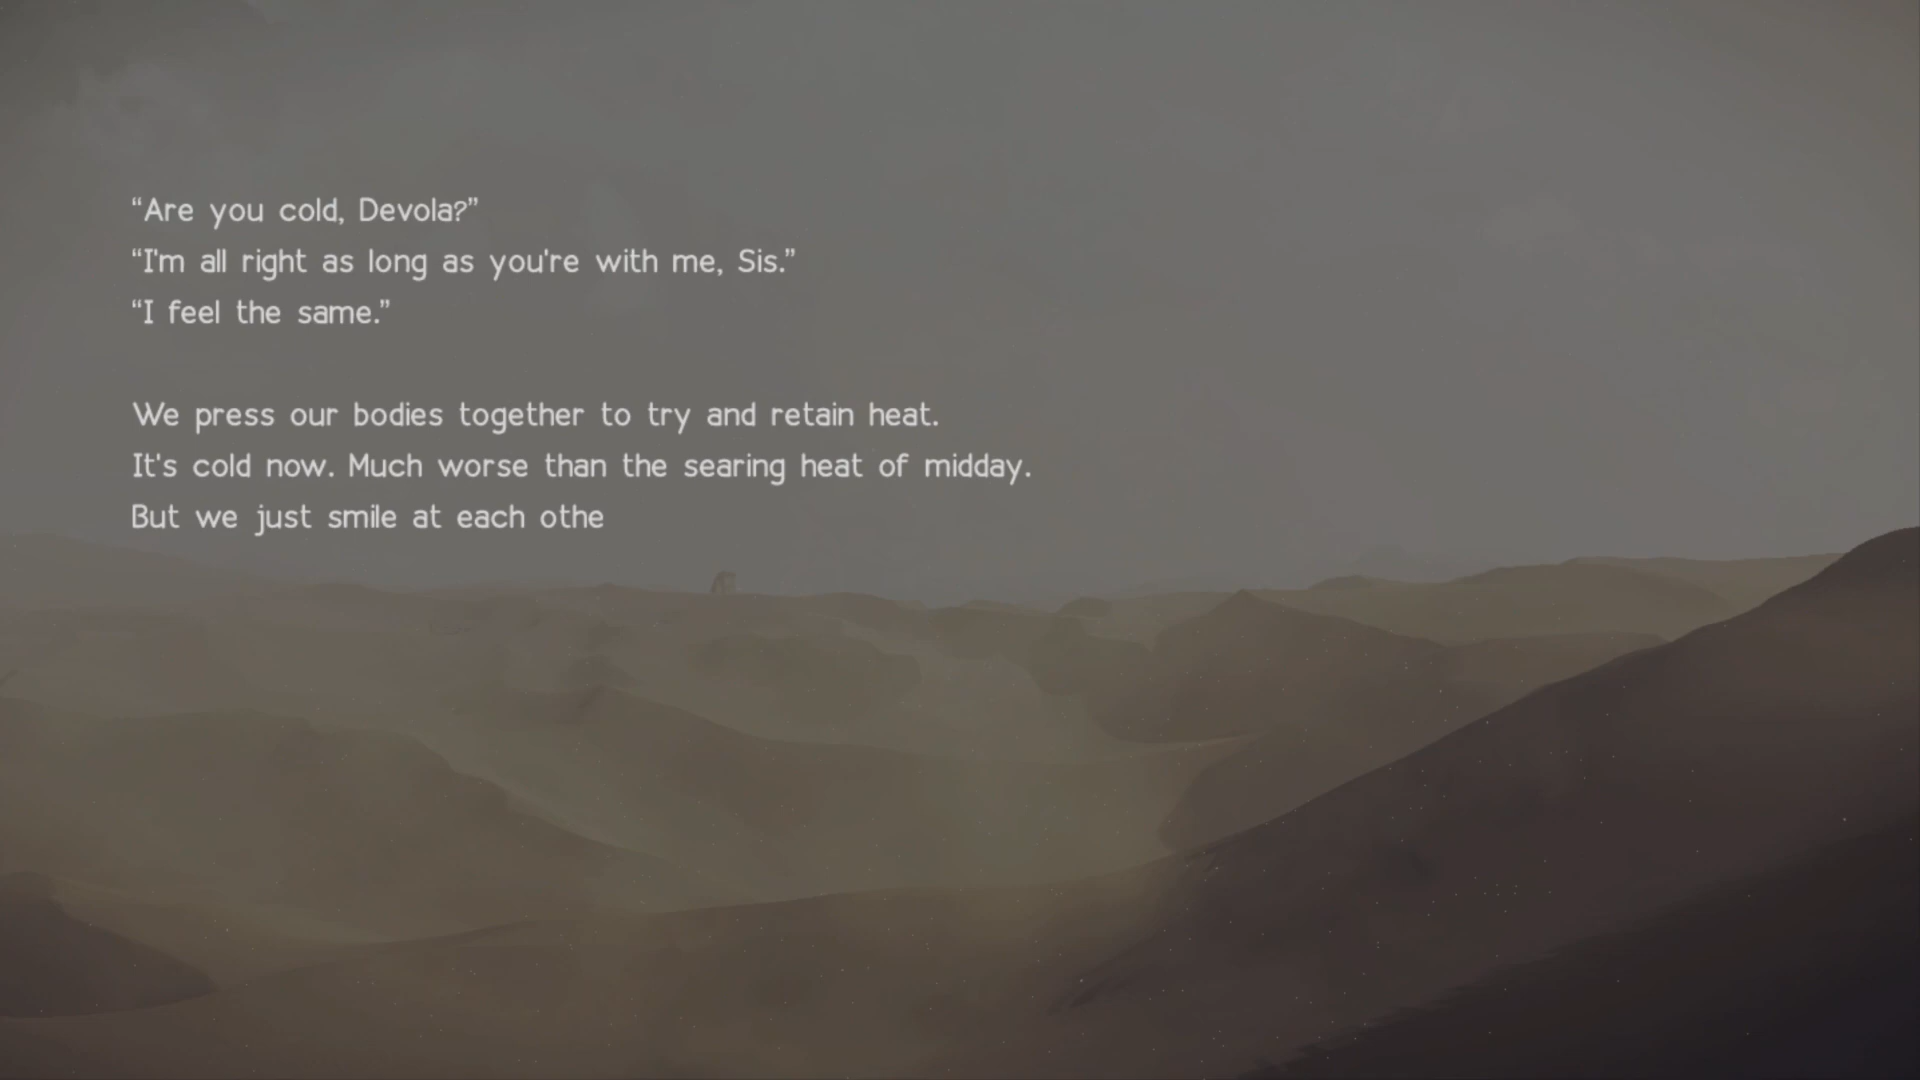 “Are you cold, Devola?”
“I'm all right as long as you're with me, Sis.”
“I feel the same.”
We press our bodies together to try and retain heat.
It's cold now. Much worse than the searing heat of midday.
But we just smile at each othe